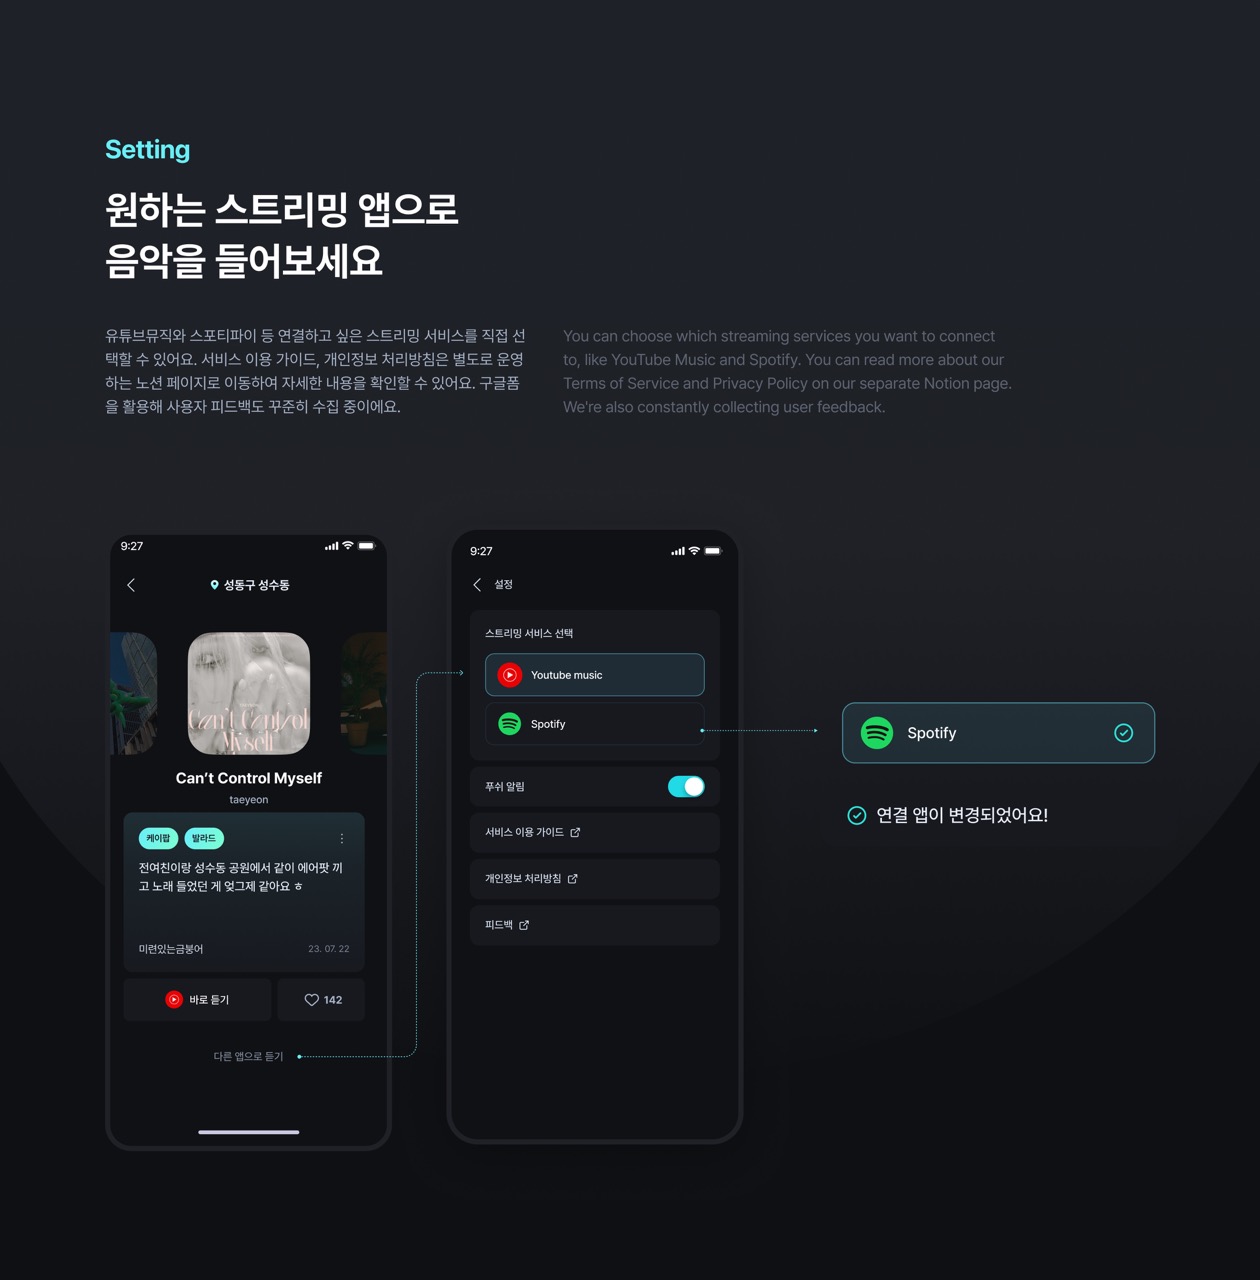 Setting
원하는 스트리밍 앱으로
음악을 들어보세요
유튜브뮤직와 스포티파이 등 연결하고 싶은 스트리밍 서비스를 직접 선
택할 수 있어요. 서비스 이용 가이드, 개인정보 처리방침은 별도로 운영
하는 노션 페이지로 이동하여 자세한 내용을 확인할 수 있어요. 구글폼
을 활용해 사용자 피드백도 꾸준히 수집 중이에요.
You can choose which streaming services you want to connect
to, like YouTube Music and Spotify. You can read more about our
Terms of Service and Privacy Policy on our separate Notion page.
We're also constantly collecting user feedback.
9:27
성동구 성수동
Can't Control
Myself
Can’t Control Myself
taeyeon
케이팝
발라드
전여친이랑 성수동 공원에서 같이 에어팟 끼
고 노래 들었던 게 엊그제 같아요 ㅎ
미련있는금붕어
23. 07. 22
바로 듣기
142
다른 앱으로 듣기
9:27
설정
스트리밍 서비스 선택
Youtube music
Spotify
푸쉬 알림
서비스 이용 가이드
개인정보 처리방침
피드백
Spotify
연결 앱이 변경되었어요!